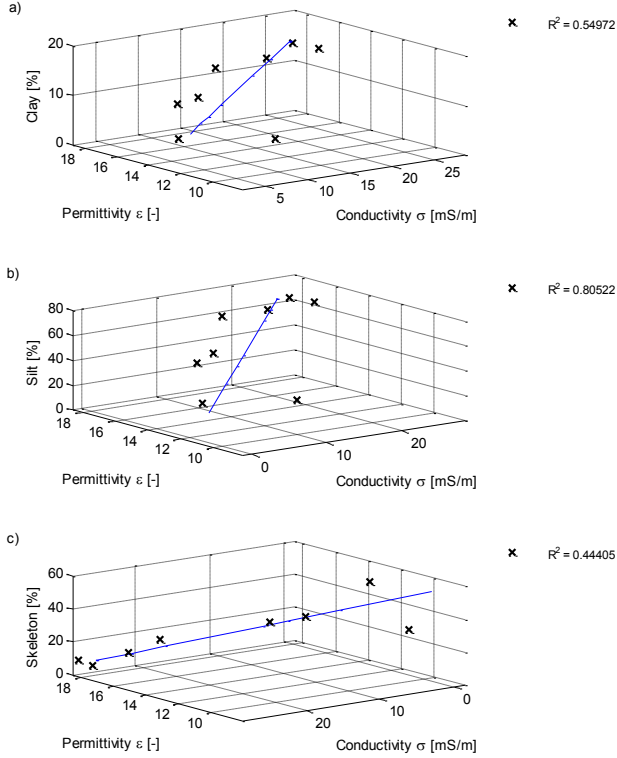 a)
R² = 0.54972
20
10
0
Clay [%]
18
16
14
12
10
5
10
15
20
25
Permittivity ε [-]
Conductivity σ [mS/m]
b)
R² = 0.80522
80
60
40
20
0
Silt [%]
18
16
14
12
10
0
10
20
Permittivity ε [-]
Conductivity σ [mS/m]
c)
R² = 0.44405
60
40
20
0
Skeleton [%]
18
16
14
12
10
20
10
0
Permittivity ε [-]
Conductivity σ [mS/m]